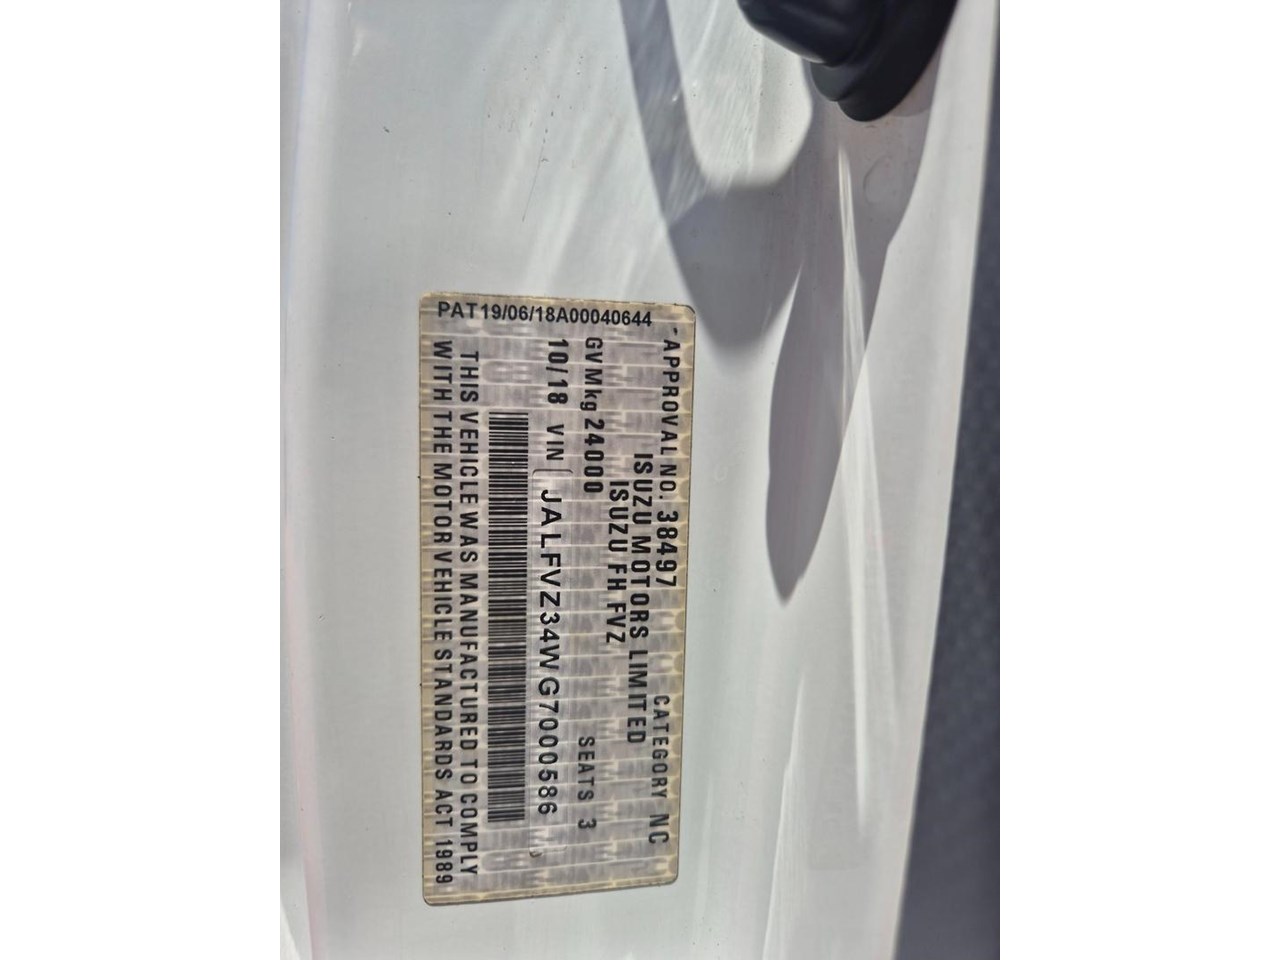 PAT19/06/18A00040644
APPROVAL NO. 38497 CATEGORY NC
ISUZU MOTORS LIMITED
ISUZU FH FVZ
GVMkg 24000 SEATS 3
10/18 VIN JALFVZ34WG7000586
THIS VEHICLE WAS MANUFACTURED TO COMPLY
WITH THE MOTOR VEHICLE STANDARDS ACT 1989